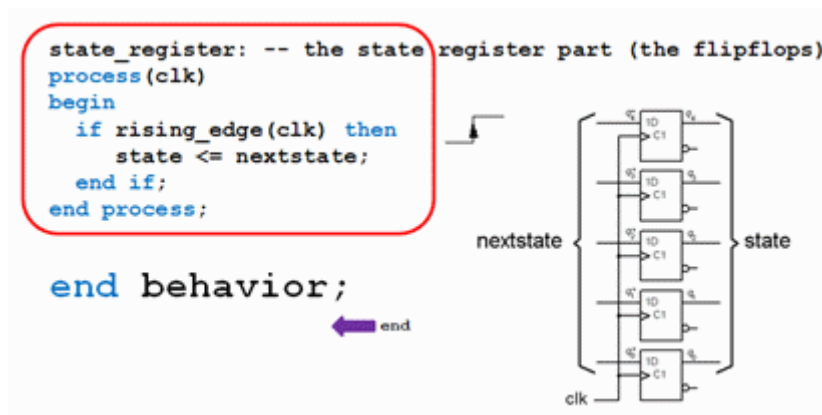 state_register: -- the state register part (the flipflops)
process(clk)
begin
if rising_edge(clk) then
state <= nextstate;
end if;
end process;
end behavior;
end
nextstate
state
clk
1D
C1
1D
C1
1D
C1
1D
C1
1D
C1